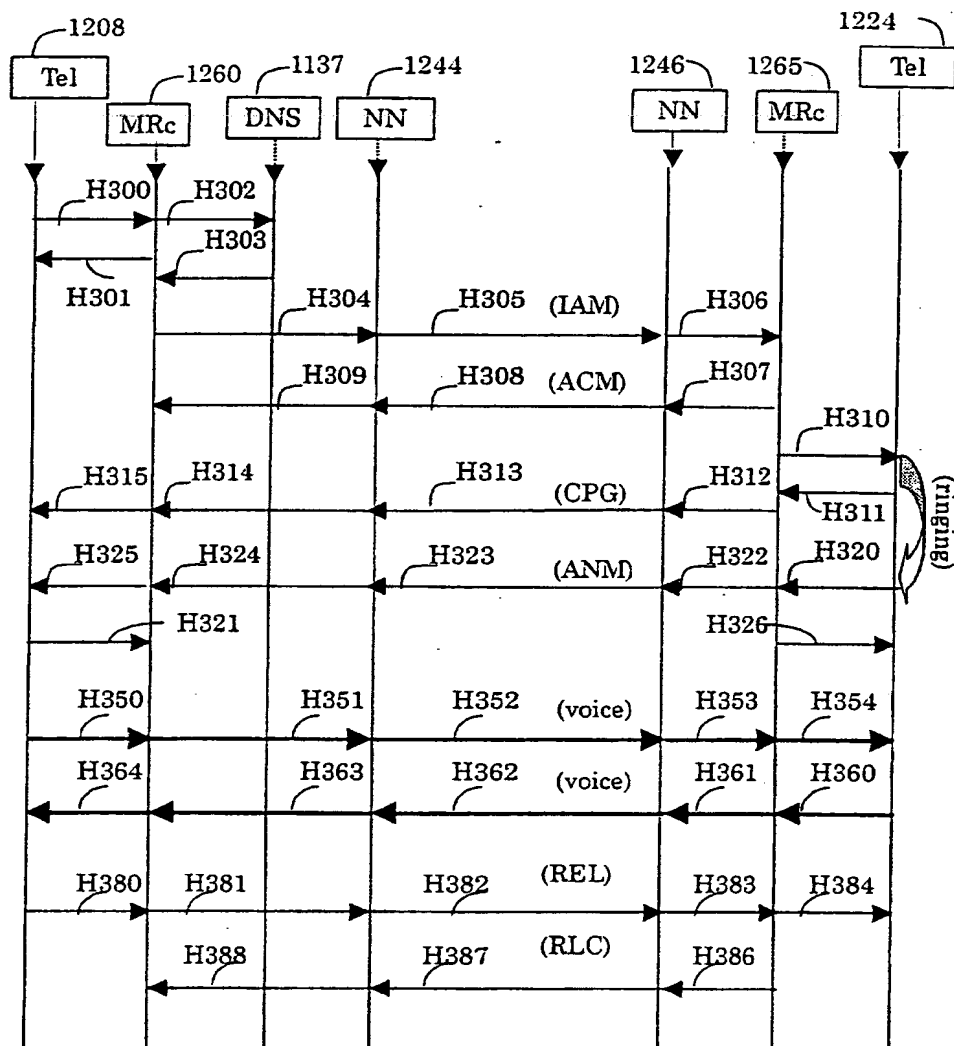 1208
1224
1260
1137
1244
1246
1265
Tel
MRc
DNS
NN
NN
MRc
Tel
H300
H302
H301
H303
H304
H305
(IAM)
H306
H309
H308
(ACM)
H307
H310
H315
H314
H313
(CPG)
H312
H311
(ringing)
H325
H324
H323
(ANM)
H322
H320
H321
H326
H350
H351
H352
(voice)
H353
H354
H364
H363
H362
(voice)
H361
H360
H380
H381
H382
(REL)
H383
H384
H388
H387
(RLC)
H386